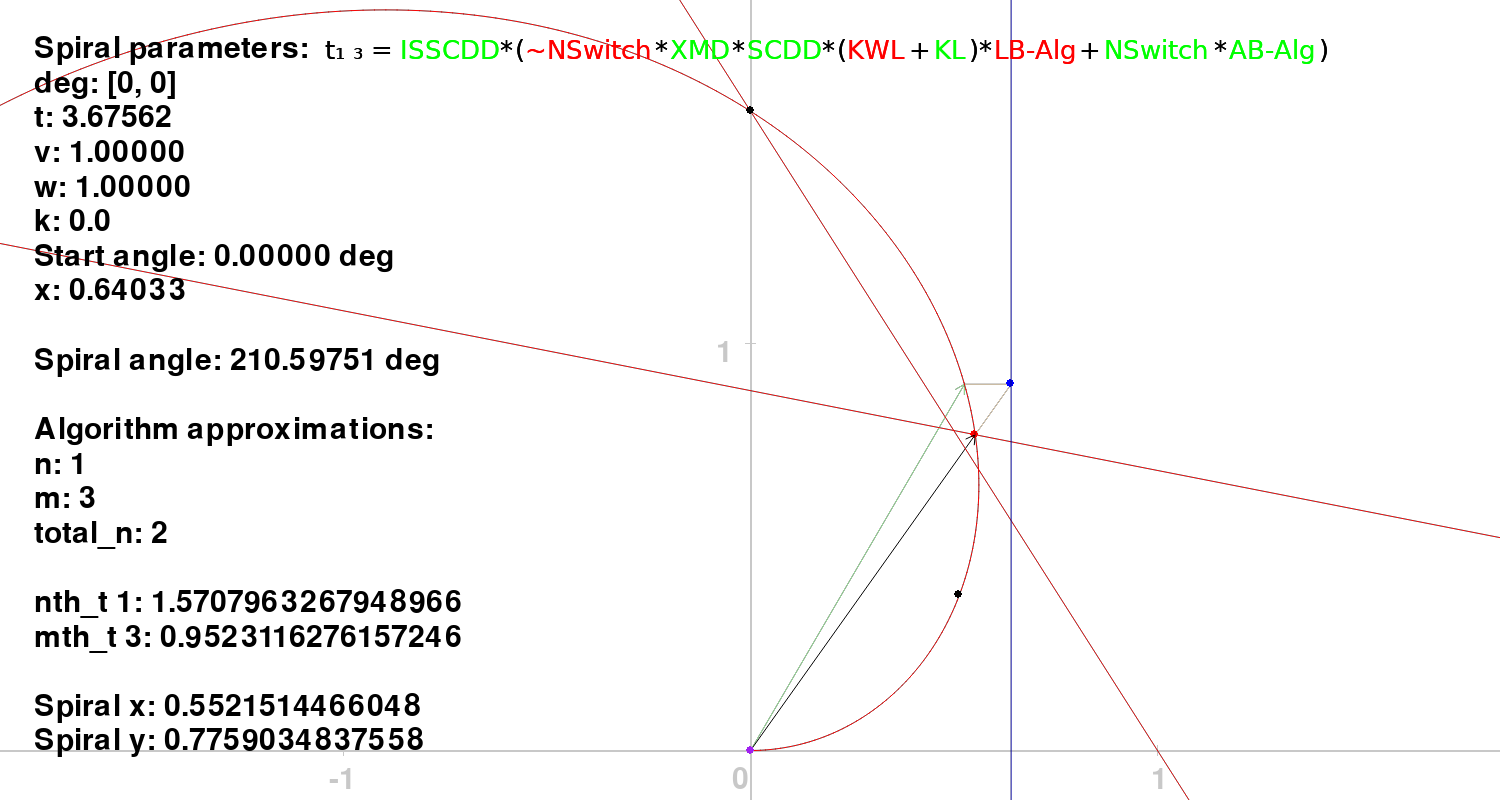 Spiral parameters: t₁ ₃ = ISSCDD*(~NSwitch*XMD*SCDD*(KWL+KL)*LB-Alg+NSwitch*AB-Alg)
deg: [0, 0]
t: 3.67562
v: 1.00000
w: 1.00000
k: 0.0
Start angle: 0.00000 deg
x: 0.64033
Spiral angle: 210.59751 deg
Algorithm approximations:
n: 1
m: 3
total_n: 2
nth_t 1: 1.5707963267948966
mth_t 3: 0.9523116276157246
Spiral x: 0.5521514466048
Spiral y: 0.7759034837558
1
-1
0
1